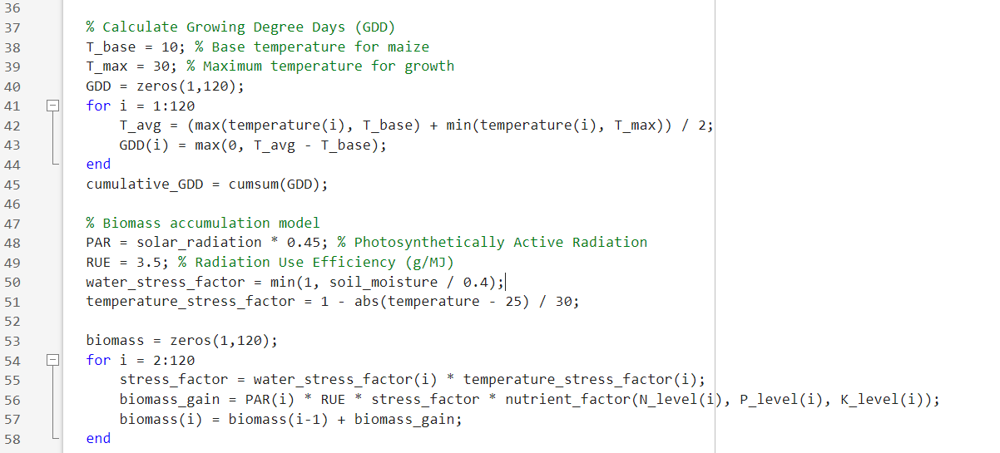 36
37 % Calculate Growing Degree Days (GDD)
38 T_base = 10; % Base temperature for maize
39 T_max = 30; % Maximum temperature for growth
40 GDD = zeros(1,120);
41 for i = 1:120
42 T_avg = (max(temperature(i), T_base) + min(temperature(i), T_max)) / 2;
43 GDD(i) = max(0, T_avg - T_base);
44 end
45 cumulative_GDD = cumsum(GDD);
46
47 % Biomass accumulation model
48 PAR = solar_radiation * 0.45; % Photosynthetically Active Radiation
49 RUE = 3.5; % Radiation Use Efficiency (g/MJ)
50 water_stress_factor = min(1, soil_moisture / 0.4);
51 temperature_stress_factor = 1 - abs(temperature - 25) / 30;
52
53 biomass = zeros(1,120);
54 for i = 2:120
55 stress_factor = water_stress_factor(i) * temperature_stress_factor(i);
56 biomass_gain = PAR(i) * RUE * stress_factor * nutrient_factor(N_level(i), P_level(i), K_level(i));
57 biomass(i) = biomass(i-1) + biomass_gain;
58 end